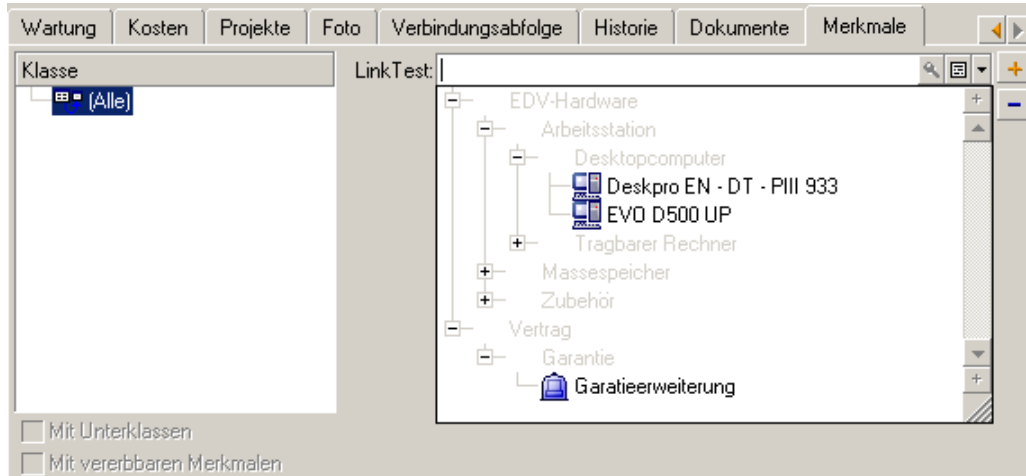 Wartung Kosten Projekte Foto Verbindungsabfolge Historie Dokumente Merkmale
Klasse
(Alle)
LinkTest:
EDV-Hardware
Arbeitsstation
Desktopcomputer
Deskpro EN - DT - PIII 933
EVO D500 UP
Tragbarer Rechner
Massespeicher
Zubehör
Vertrag
Garantie
Garatieerweiterung
Mit Unterklassen
Mit vererbbaren Merkmalen